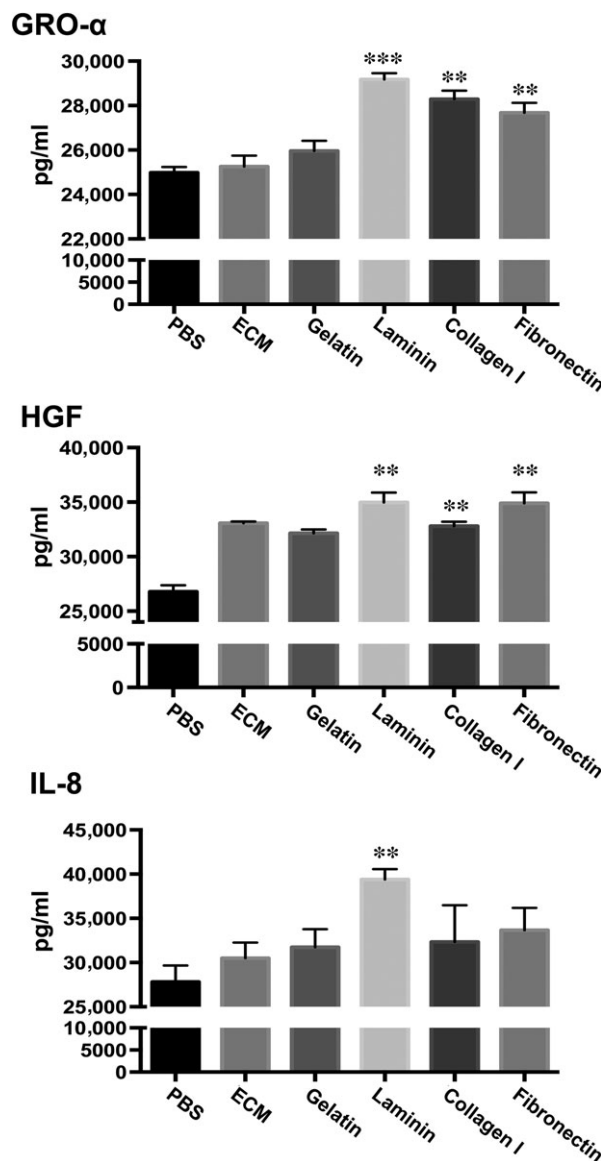 GRO-α
***
**
**
30,000
28,000
26,000
24,000
22,000
10,000
5000
0
pg/ml
PBS
ECM
Gelatin
Laminin
Collagen I
Fibronectin
HGF
**
**
**
40,000
35,000
30,000
25,000
5000
0
pg/ml
PBS
ECM
Gelatin
Laminin
Collagen I
Fibronectin
IL-8
**
45,000
40,000
35,000
30,000
25,000
10,000
5000
0
pg/ml
PBS
ECM
Gelatin
Laminin
Collagen I
Fibronectin